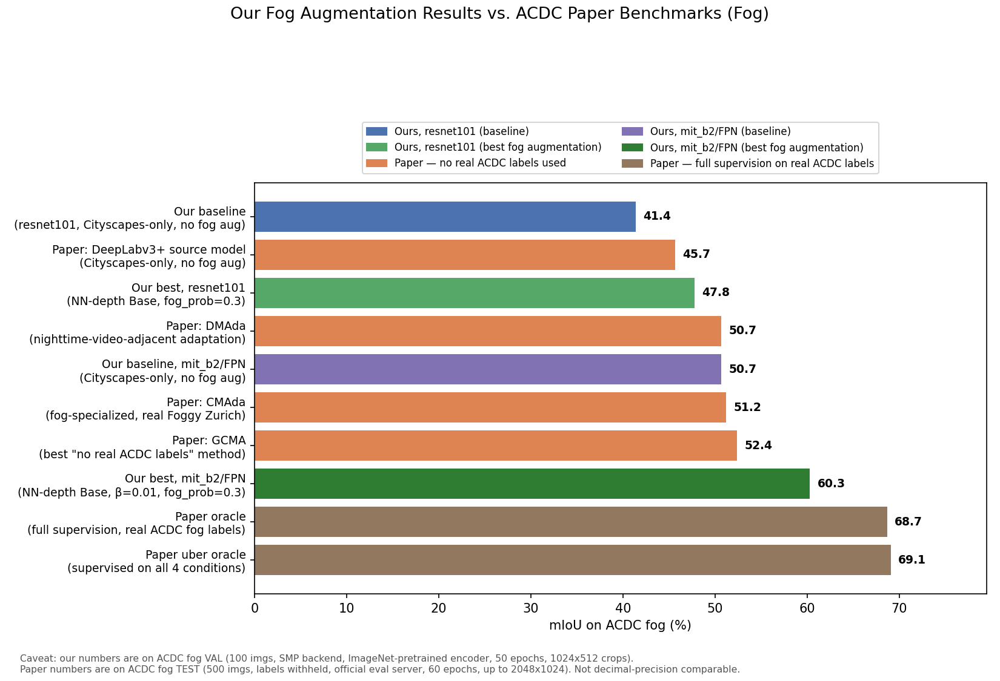 Our Fog Augmentation Results vs. ACDC Paper Benchmarks (Fog)
Ours, resnet101 (baseline)
Ours, resnet101 (best fog augmentation)
Paper — no real ACDC labels used
Ours, mit_b2/FPN (baseline)
Ours, mit_b2/FPN (best fog augmentation)
Paper — full supervision on real ACDC labels
Our baseline
(resnet101, Cityscapes-only, no fog aug)
41.4
Paper: DeepLabv3+ source model
(Cityscapes-only, no fog aug)
45.7
Our best, resnet101
(NN-depth Base, fog_prob=0.3)
47.8
Paper: DMAda
(nighttime-video-adjacent adaptation)
50.7
Our baseline, mit_b2/FPN
(Cityscapes-only, no fog aug)
50.7
Paper: CMAda
(fog-specialized, real Foggy Zurich)
51.2
Paper: GCMA
(best "no real ACDC labels" method)
52.4
Our best, mit_b2/FPN
(NN-depth Base, β=0.01, fog_prob=0.3)
60.3
Paper oracle
(full supervision, real ACDC fog labels)
68.7
Paper uber oracle
(supervised on all 4 conditions)
69.1
0 10 20 30 40 50 60 70
mIoU on ACDC fog (%)
Caveat: our numbers are on ACDC fog VAL (100 imgs, SMP backend, ImageNet-pretrained encoder, 50 epochs, 1024x512 crops).
Paper numbers are on ACDC fog TEST (500 imgs, labels withheld, official eval server, 60 epochs, up to 2048x1024). Not decimal-precision comparable.